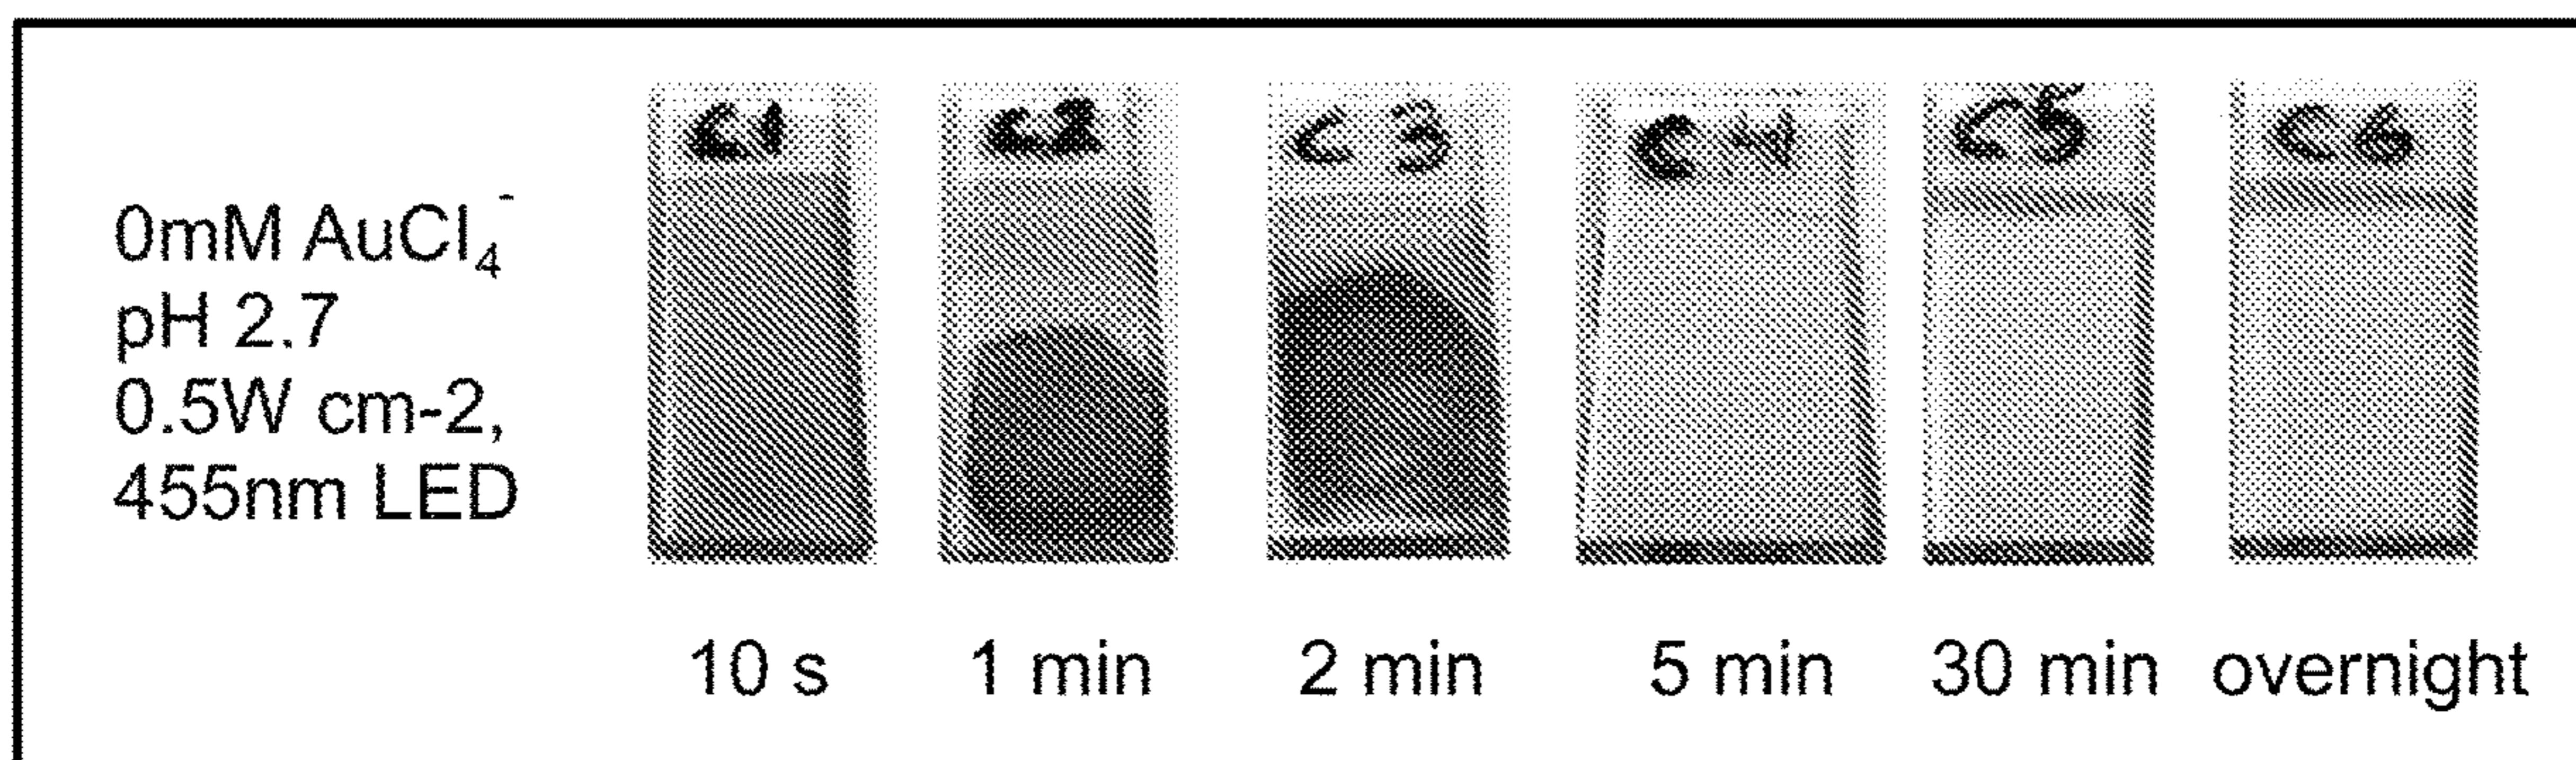 C1 C2 C3 C4 C5 C6
0mM AuCl₄⁻
pH 2.7
0.5W cm-2,
455nm LED
10 s 1 min 2 min 5 min 30 min overnight